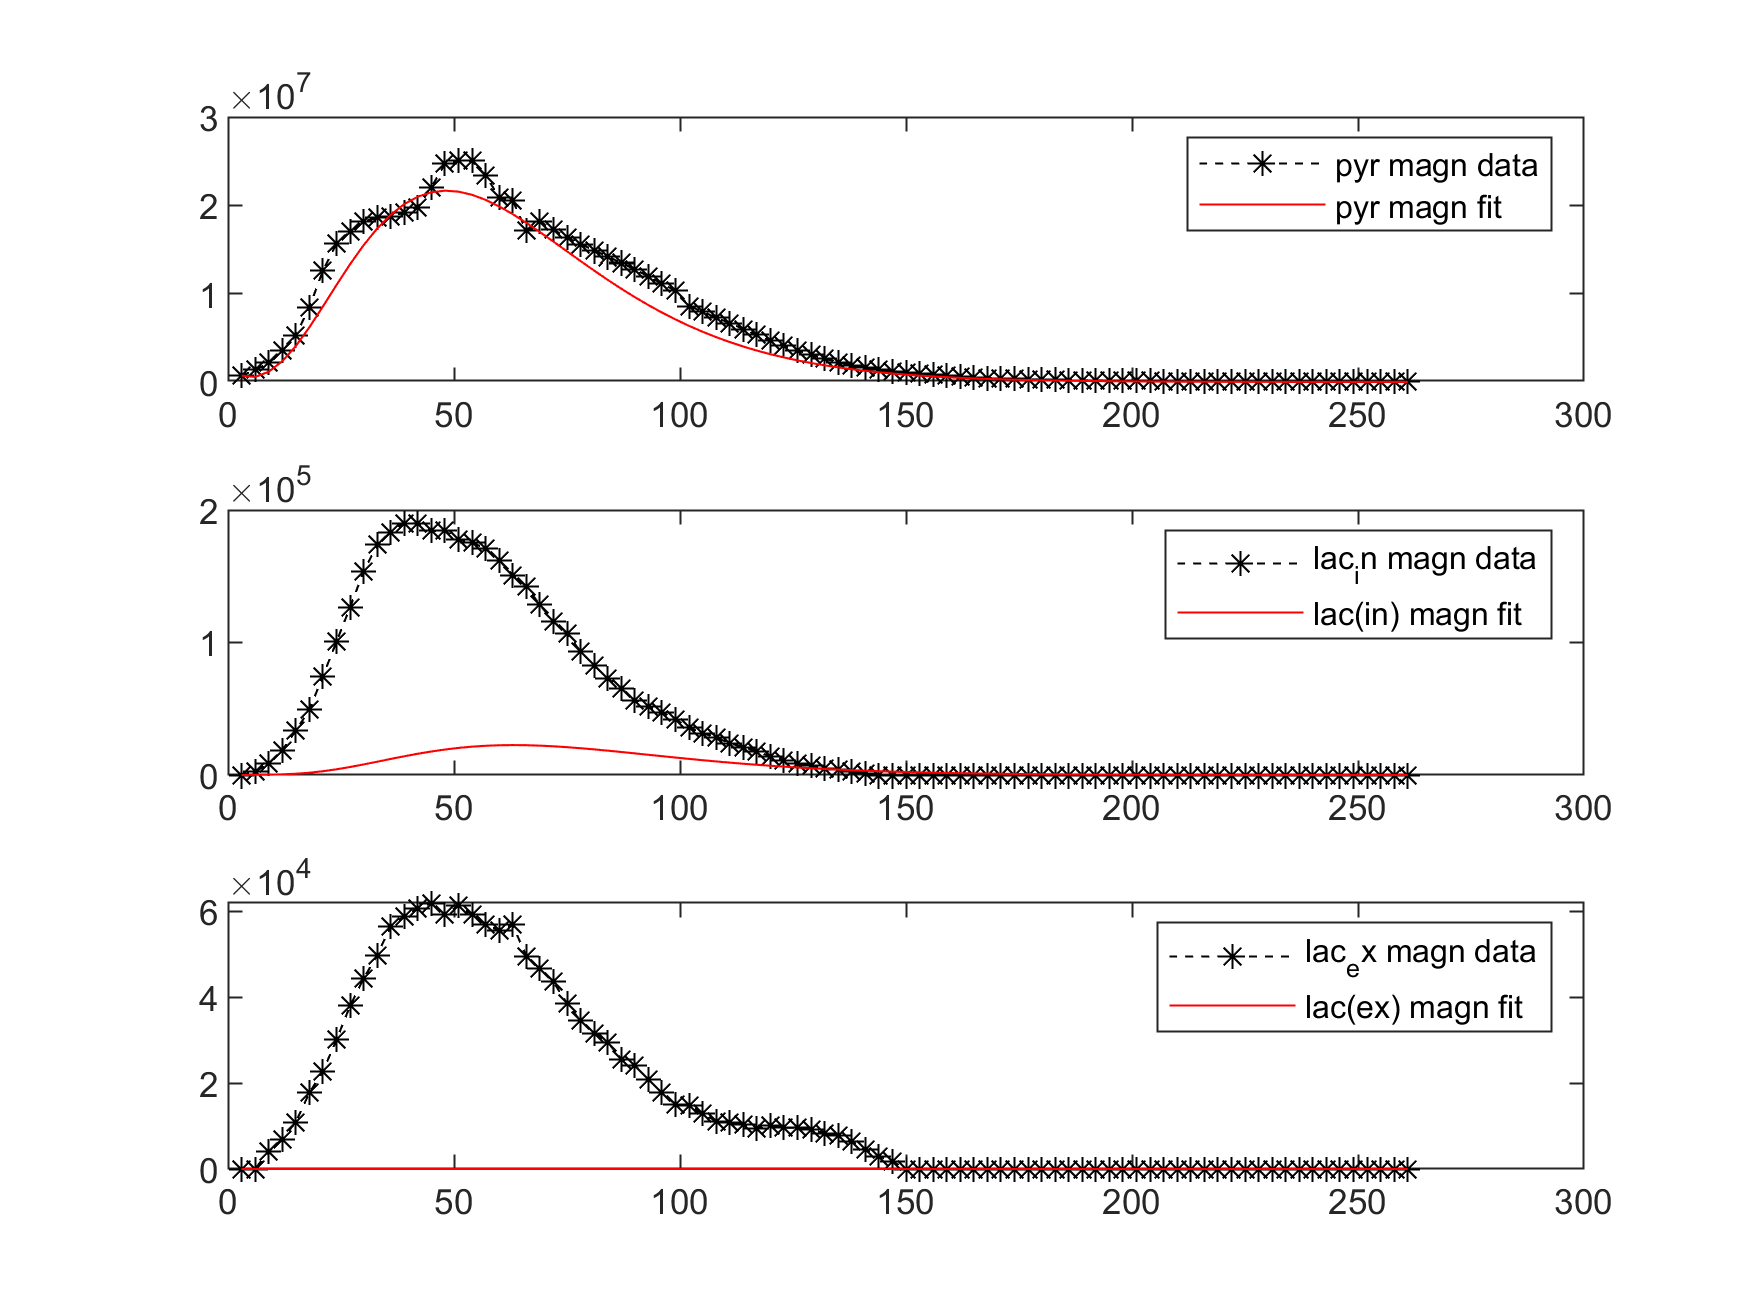 ×10⁷
3
2
1
0
0 50 100 150 200 250 300
pyr magn data
pyr magn fit
×10⁵
2
1
0
0 50 100 150 200 250 300
lacᵢn magn data
lac(in) magn fit
×10⁴
6
4
2
0
0 50 100 150 200 250 300
lacₑx magn data
lac(ex) magn fit